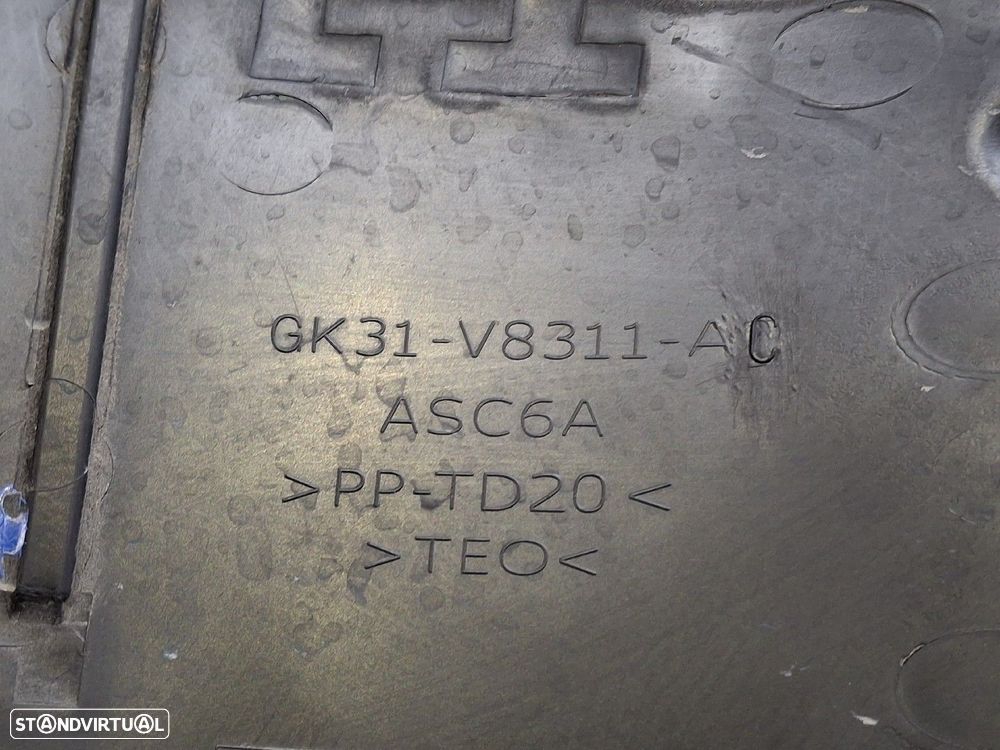 GK31-V8311-AC
ASC6A
>PP-TD20<
>TEO<
STANDVIRTUAL